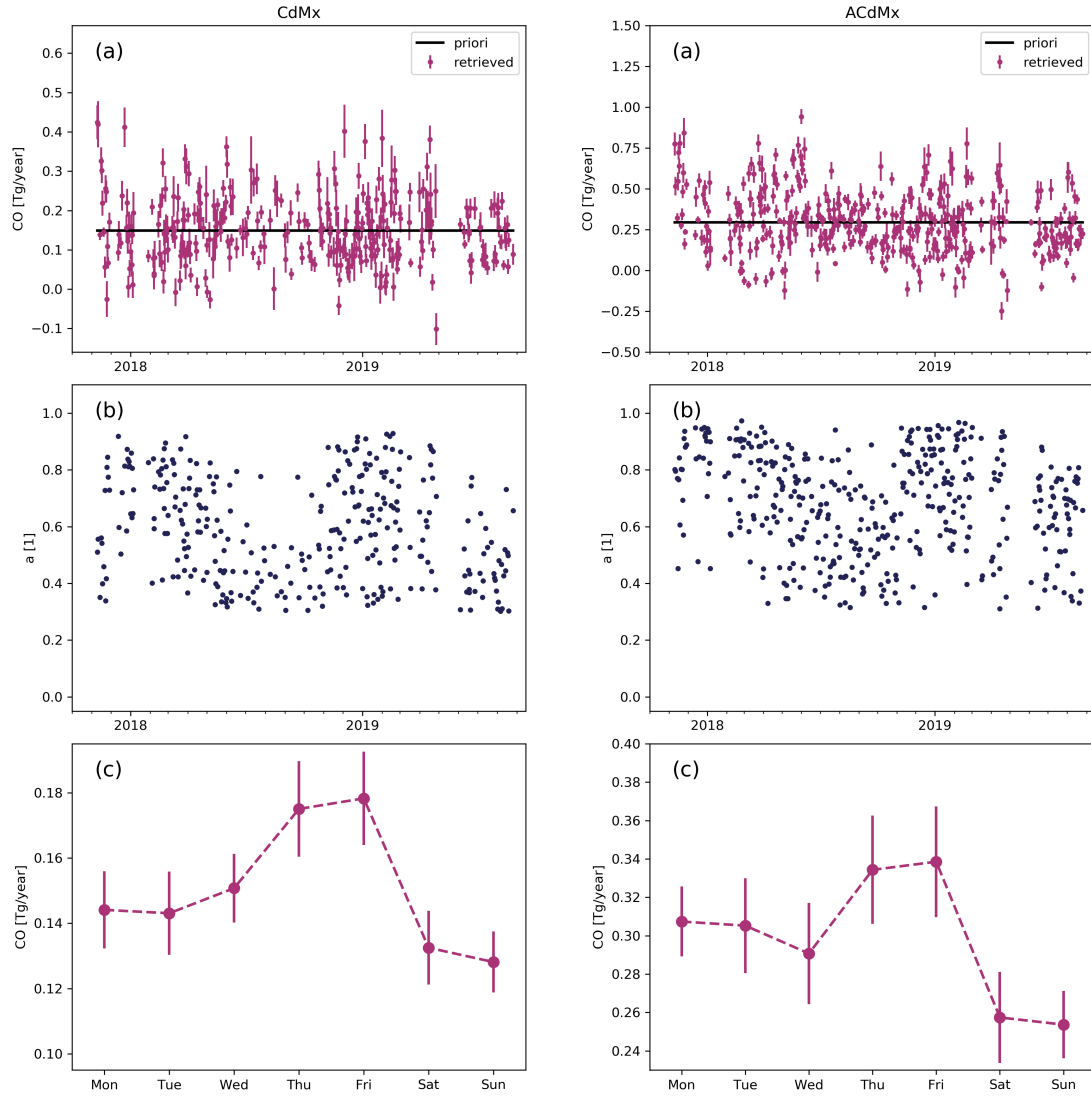 CdMx
ACdMx
(a)
priori
retrieved
CO [Tg/year]
0.6
0.5
0.4
0.3
0.2
0.1
0.0
−0.1
2018
2019
(a)
priori
retrieved
CO [Tg/year]
1.50
1.25
1.00
0.75
0.50
0.25
0.00
−0.25
−0.50
2018
2019
(b)
a [1]
1.0
0.8
0.6
0.4
0.2
0.0
2018
2019
(b)
a [1]
1.0
0.8
0.6
0.4
0.2
0.0
2018
2019
(c)
CO [Tg/year]
0.18
0.16
0.14
0.12
0.10
Mon Tue Wed Thu Fri Sat Sun
(c)
CO [Tg/year]
0.40
0.38
0.36
0.34
0.32
0.30
0.28
0.26
0.24
Mon Tue Wed Thu Fri Sat Sun